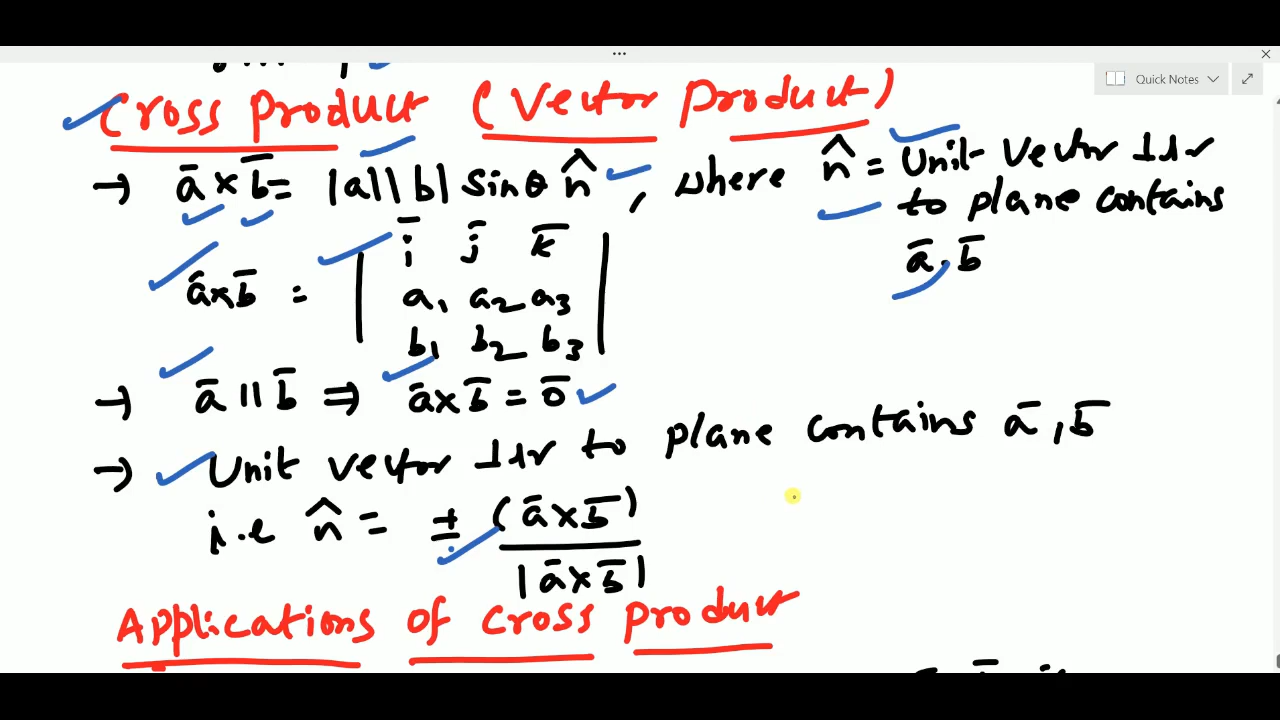 Quick Notes
Cross product (Vector product)
→ a̅ × b̅ = |a||b| sinθ n̂ , where n̂ = Unit vector ⊥lr
to plane contains
a̅, b̅
a̅×b̅ = | i̅ j̅ k̅ |
| a₁ a₂ a₃ |
| b₁ b₂ b₃ |
→ a̅ || b̅ ⇒ a̅×b̅ = 0̅
→ Unit vector ⊥lr to plane contains a̅, b̅
i.e n̂ = ± (a̅×b̅) / |a̅×b̅|
Applications of cross product